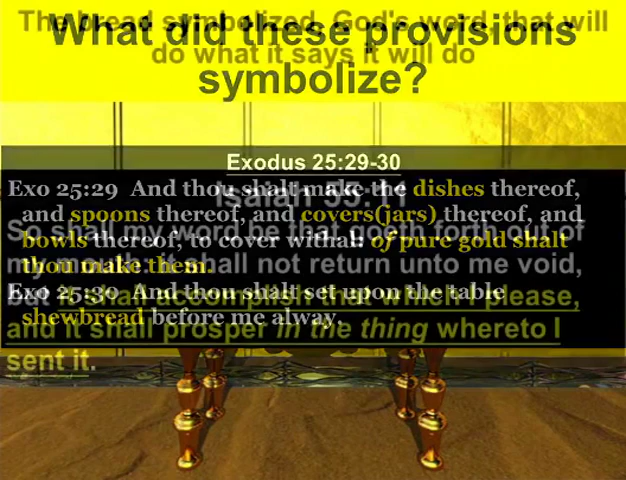 The bread symbolized, God's word, that will
do what it says it will do
What did these provisions
symbolize?
Exodus 25:29-30
Exo 25:29 And thou shalt make the dishes thereof,
and spoons thereof, and covers(jars) thereof, and
bowls thereof, to cover withal: of pure gold shalt
thou make them.
Exo 25:30 And thou shalt set upon the table
shewbread before me alway.
Isaiah 55:11
So shall my word be that goeth forth out of
my mouth: it shall not return unto me void,
but it shall accomplish that which I please,
and it shall prosper in the thing whereto I
sent it.